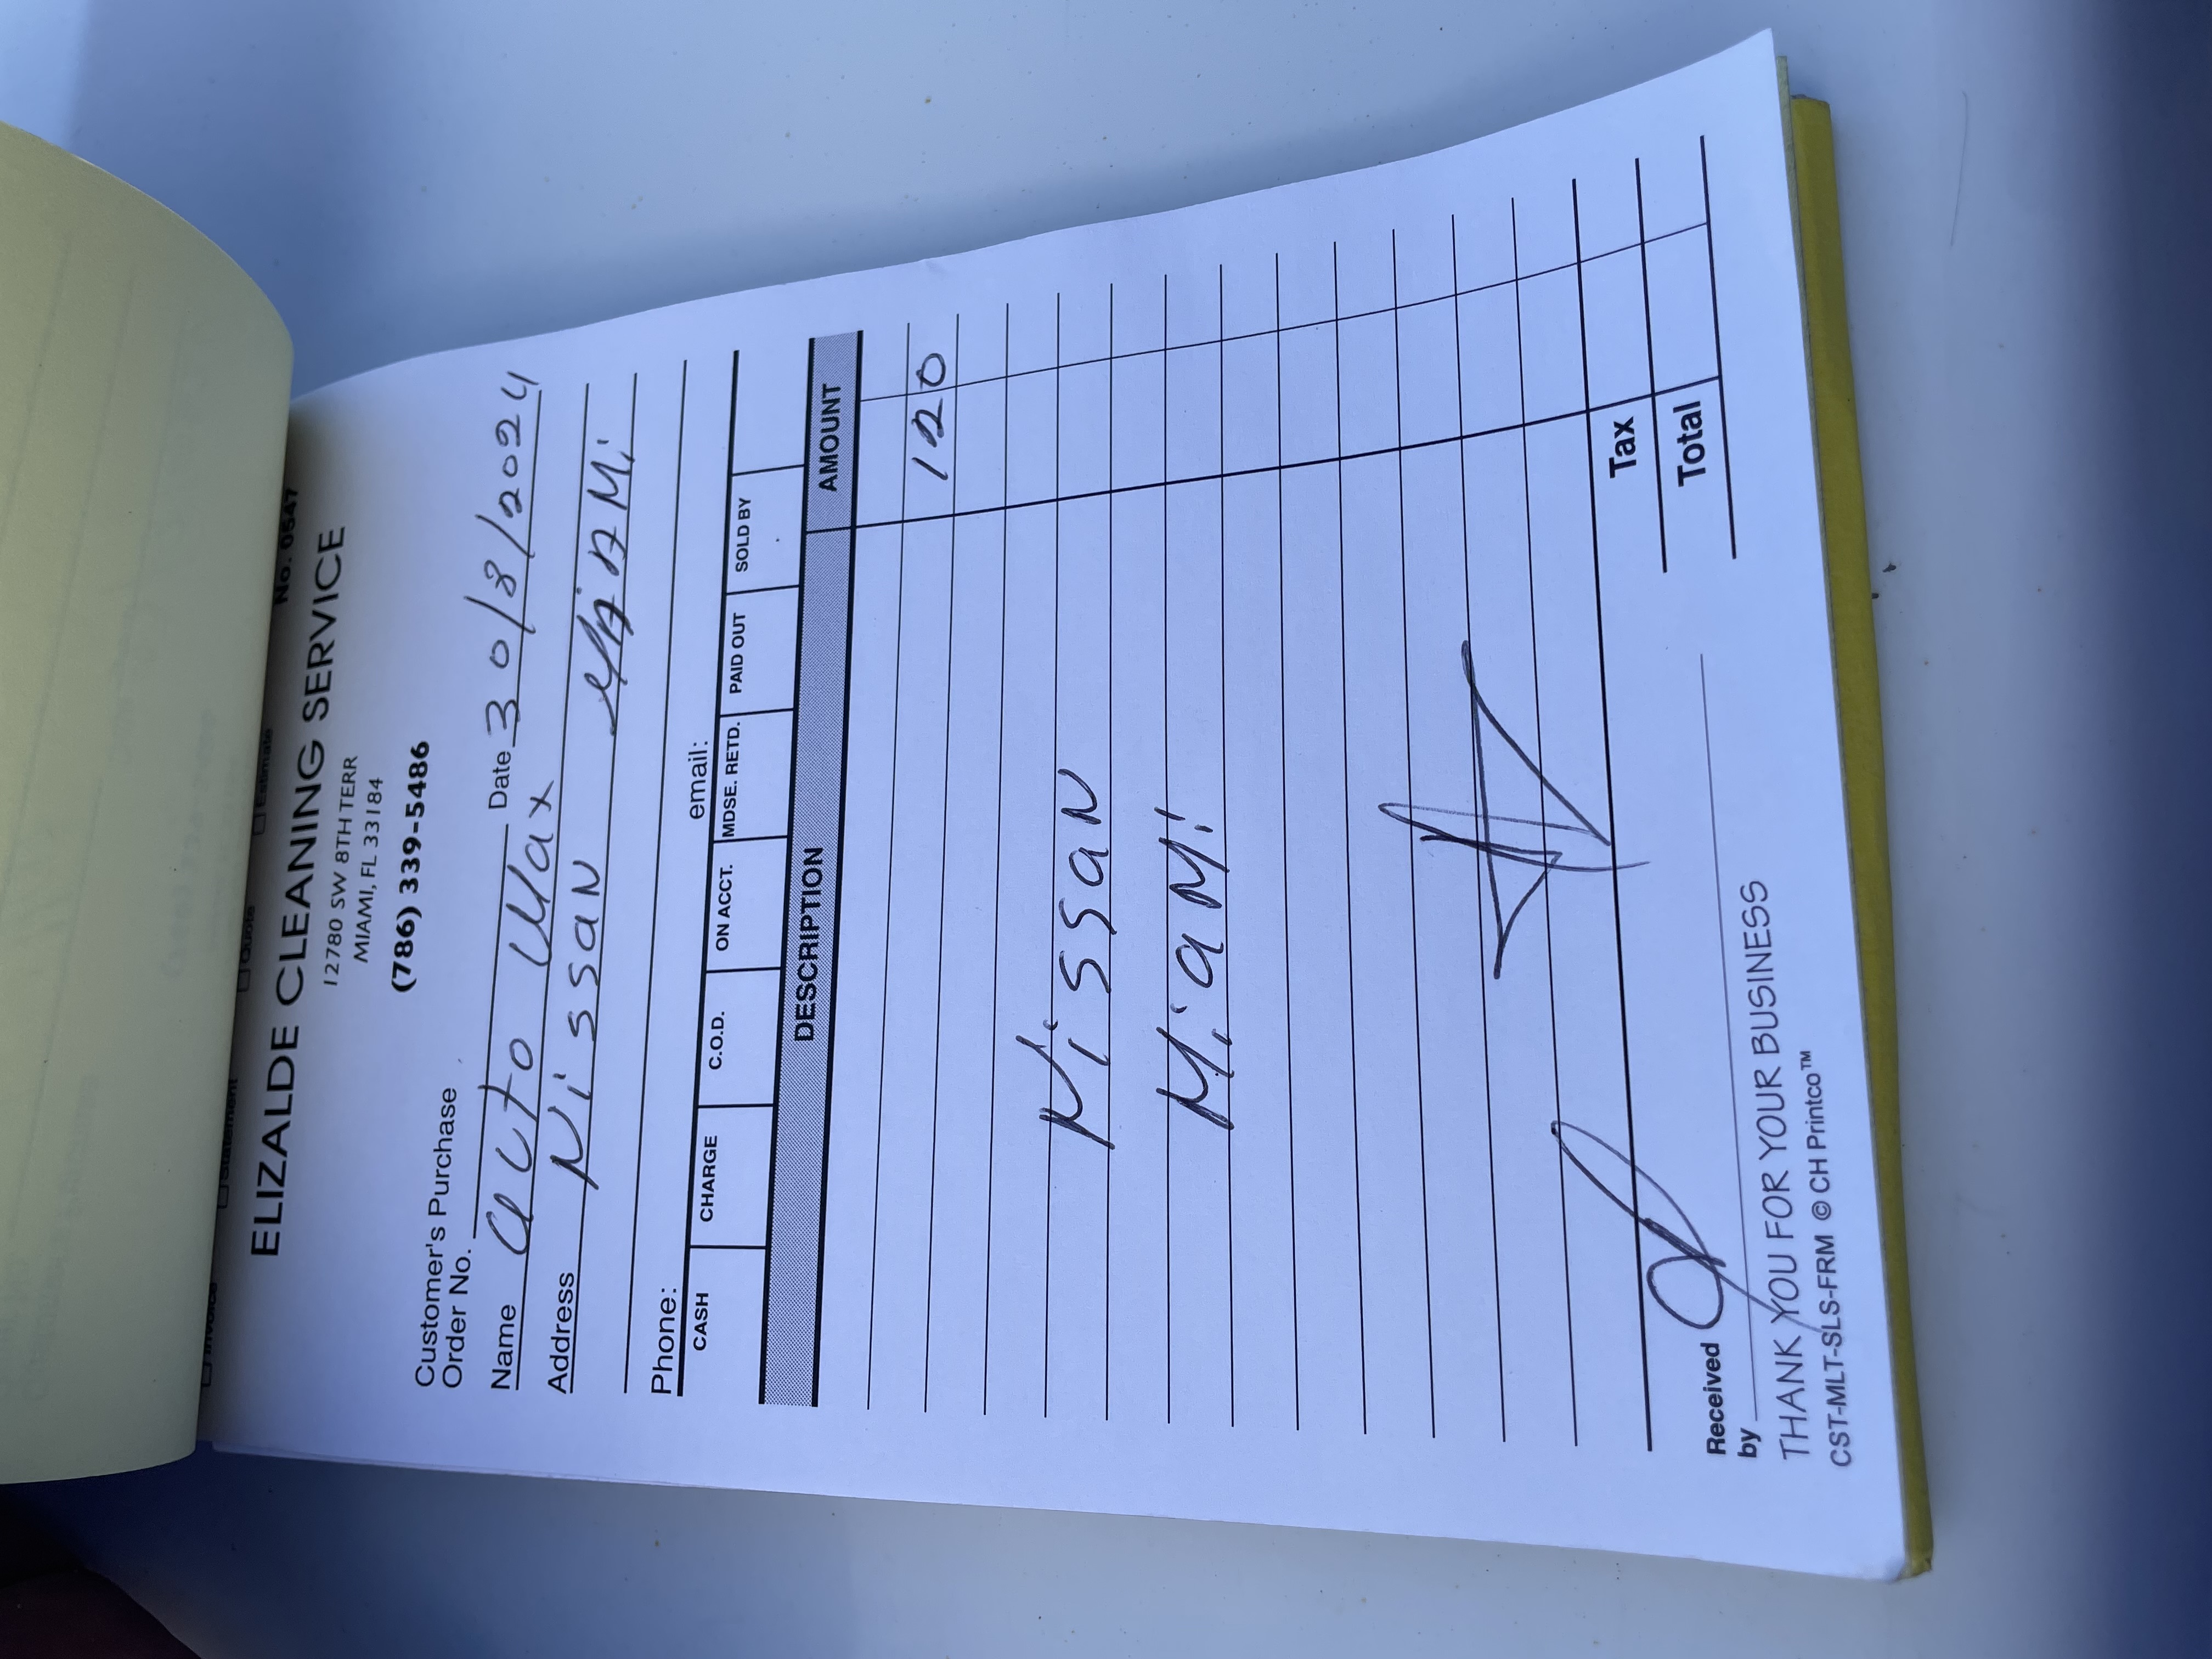 No. 0647
ELIZALDE CLEANING SERVICE
12780 SW 8TH TERR
MIAMI, FL 33184
(786) 339-5486
Customer's Purchase
Order No.
Name auto Max Date 30/8/2024
Address Nissan MiAMi
Phone: email:
CASH CHARGE C.O.D. ON ACCT. MDSE. RETD. PAID OUT SOLD BY
DESCRIPTION AMOUNT
120
Nissan
MiaMi
Tax
Total
Received
by
THANK YOU FOR YOUR BUSINESS
CST-MLT-SLS-FRM © CH Printco™